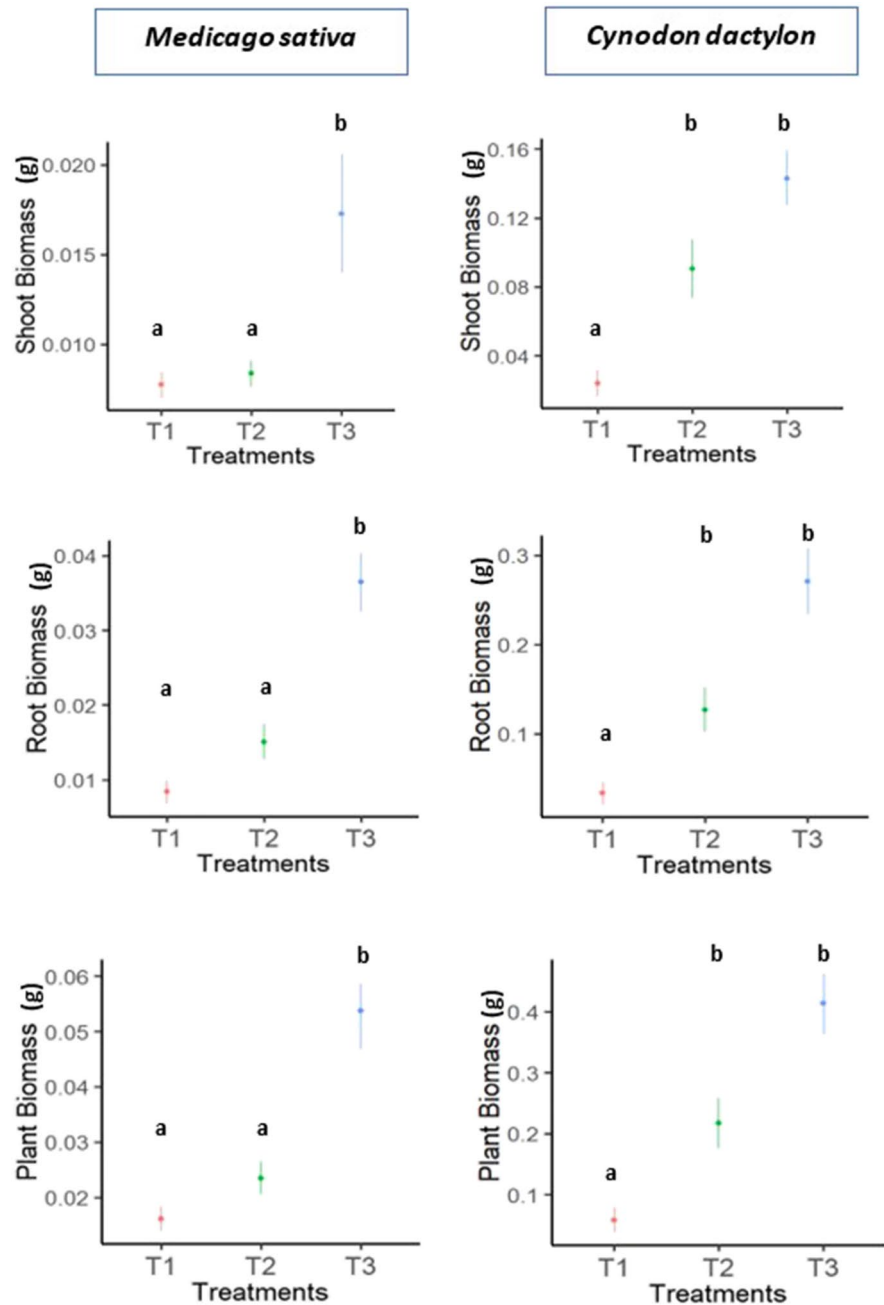 Medicago sativa
Cynodon dactylon
Shoot Biomass (g)
0.020
0.015
0.010
a
a
b
T1 T2 T3
Treatments
Shoot Biomass (g)
0.16
0.12
0.08
0.04
a
b
b
T1 T2 T3
Treatments
Root Biomass (g)
0.04
0.03
0.02
0.01
a
a
b
T1 T2 T3
Treatments
Root Biomass (g)
0.3
0.2
0.1
a
b
b
T1 T2 T3
Treatments
Plant Biomass (g)
0.06
0.05
0.04
0.03
0.02
a
a
b
T1 T2 T3
Treatments
Plant Biomass (g)
0.4
0.3
0.2
0.1
a
b
b
T1 T2 T3
Treatments